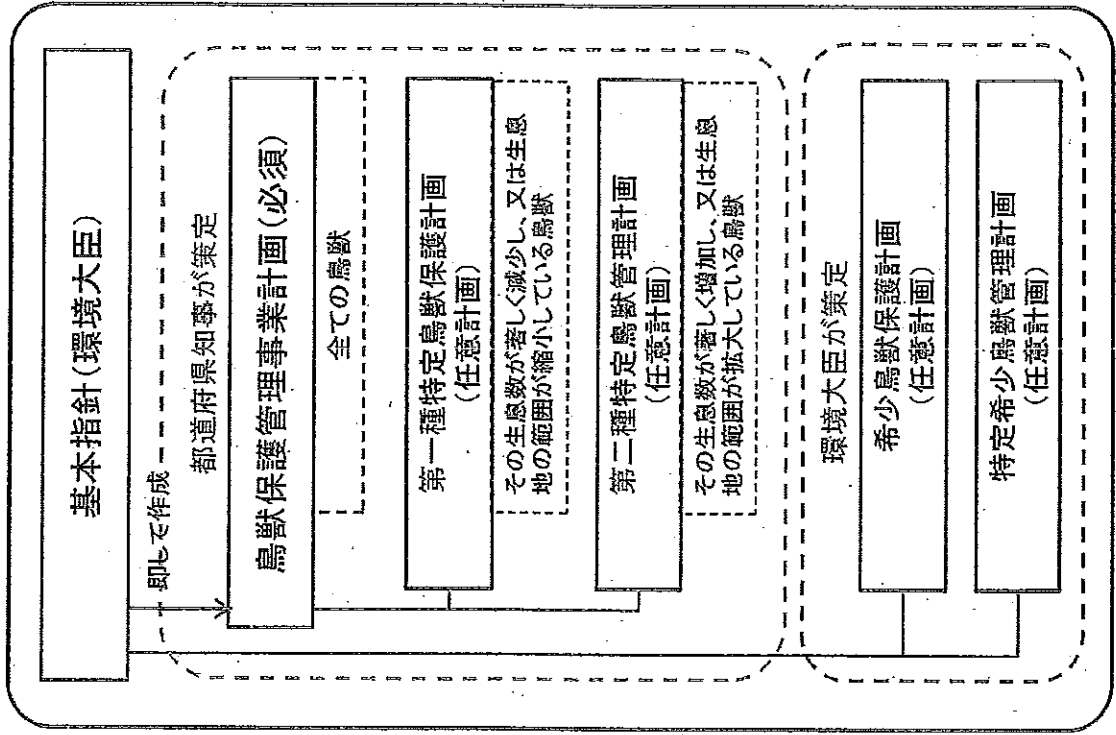 基本指針(環境大臣)
即して作成
都道府県知事が策定
鳥獣保護管理事業計画(必須)
全ての鳥獣
第一種特定鳥獣保護計画
(任意計画)
その生息数が著しく減少し、又は生息
地の範囲が縮小している鳥獣
第二種特定鳥獣管理計画
(任意計画)
その生息数が著しく増加し、又は生息
地の範囲が拡大している鳥獣
環境大臣が策定
希少鳥獣保護計画
(任意計画)
特定希少鳥獣管理計画
(任意計画)